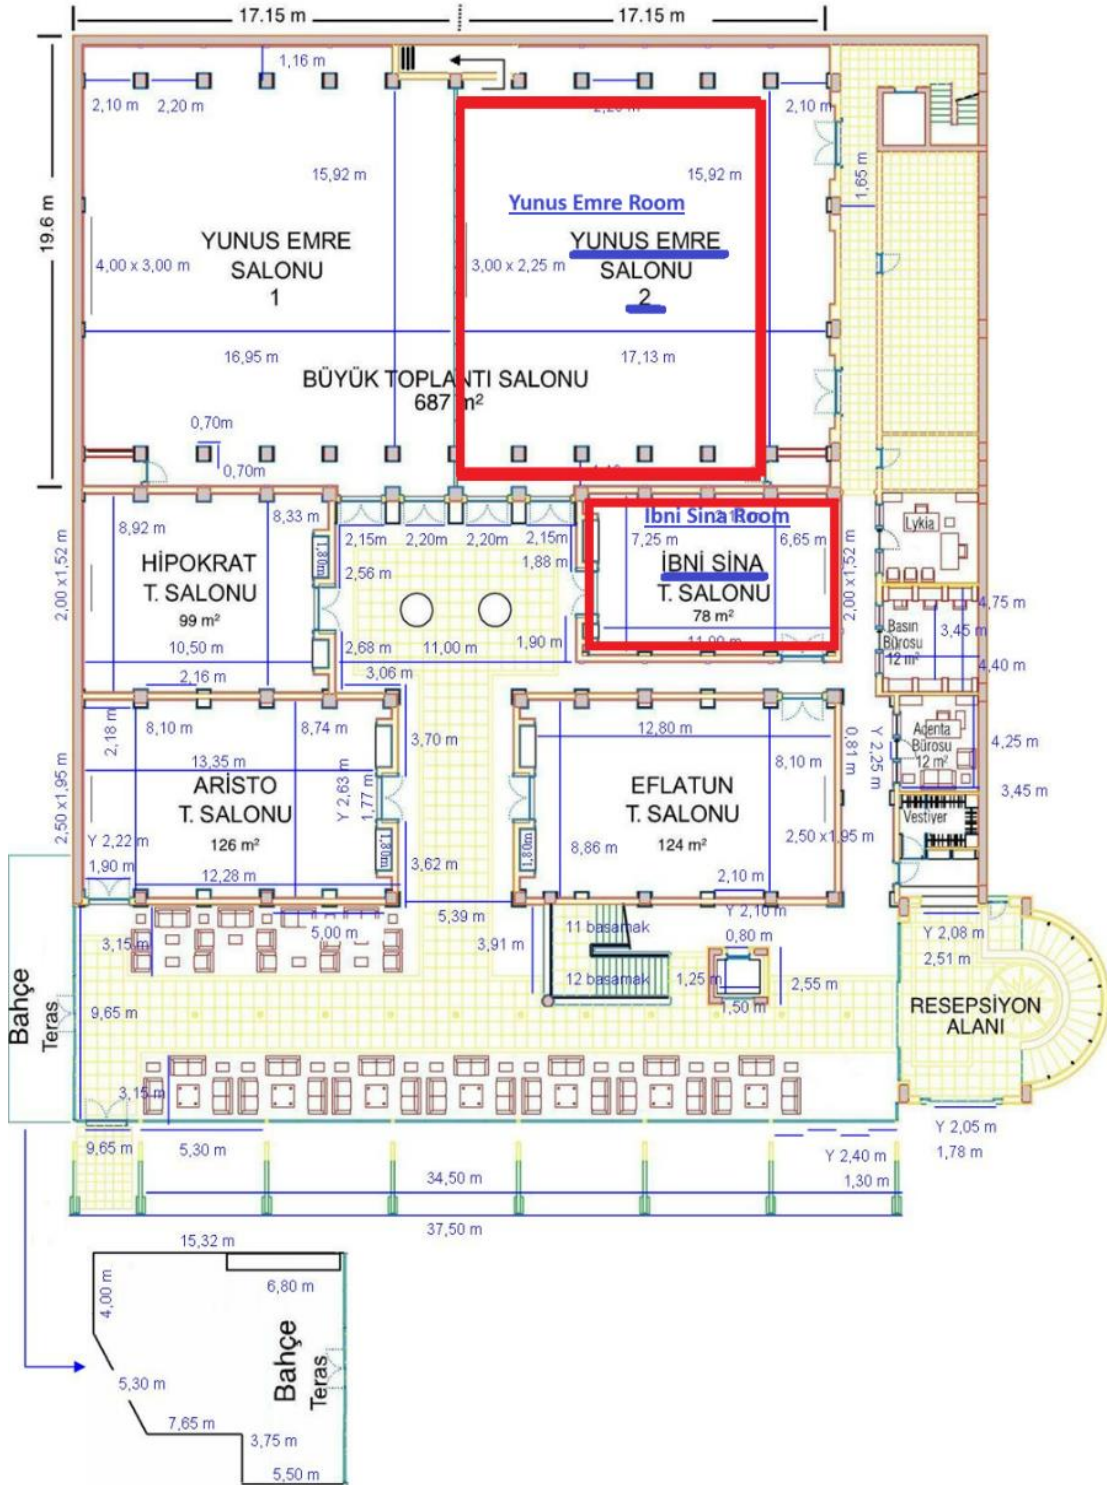 17.15 m
17.15 m
19.6 m
1,16 m
2,10 m
2,20 m
2,10 m
15,92 m
15,92 m
1,65 m
Yunus Emre Room
YUNUS EMRE
SALONU
1
YUNUS EMRE
SALONU
2
4,00 x 3,00 m
3,00 x 2,25 m
16,95 m
17,13 m
BÜYÜK TOPLANTI SALONU
687 m²
0,70m
0,70m
8,92 m
8,33 m
2,00 x1,52 m
HİPOKRAT
T. SALONU
99 m²
10,50 m
2,16 m
1,80m
2,15m
2,20m
2,20m
2,15m
2,56 m
1,88 m
2,68 m
11,00 m
1,90 m
3,06 m
Ibni Sina Room
7,25 m
6,65 m
İBNİ SİNA
T. SALONU
78 m²
11,00 m
2,00 x1,52 m
Lykia
Basın
Bürosu
12 m²
4,75 m
3,45 m
4,40 m
2,18 m
8,10 m
8,74 m
13,35 m
2,50 x1,95 m
ARİSTO
T. SALONU
126 m²
Y 2,63 m
1,77 m
Y 2,22 m
1,90 m
12,28 m
1,80m
3,70 m
3,62 m
5,39 m
12,80 m
8,10 m
EFLATUN
T. SALONU
124 m²
8,86 m
2,50 x1,95 m
2,10 m
1,80m
0,81 m
Y 2,25 m
Acenta
Bürosu
12 m²
4,25 m
3,45 m
Vestiyer
3,15 m
5,00 m
3,91 m
11 basamak
12 basamak
Y 2,10 m
0,80 m
1,25 m
1,50 m
2,55 m
Y 2,08 m
2,51 m
RESEPSİYON
ALANI
Bahçe
Teras
9,65 m
3,15 m
9,65 m
5,30 m
Y 2,05 m
1,78 m
Y 2,40 m
1,30 m
34,50 m
37,50 m
15,32 m
6,80 m
4,00 m
Bahçe
Teras
5,30 m
7,65 m
3,75 m
5,50 m